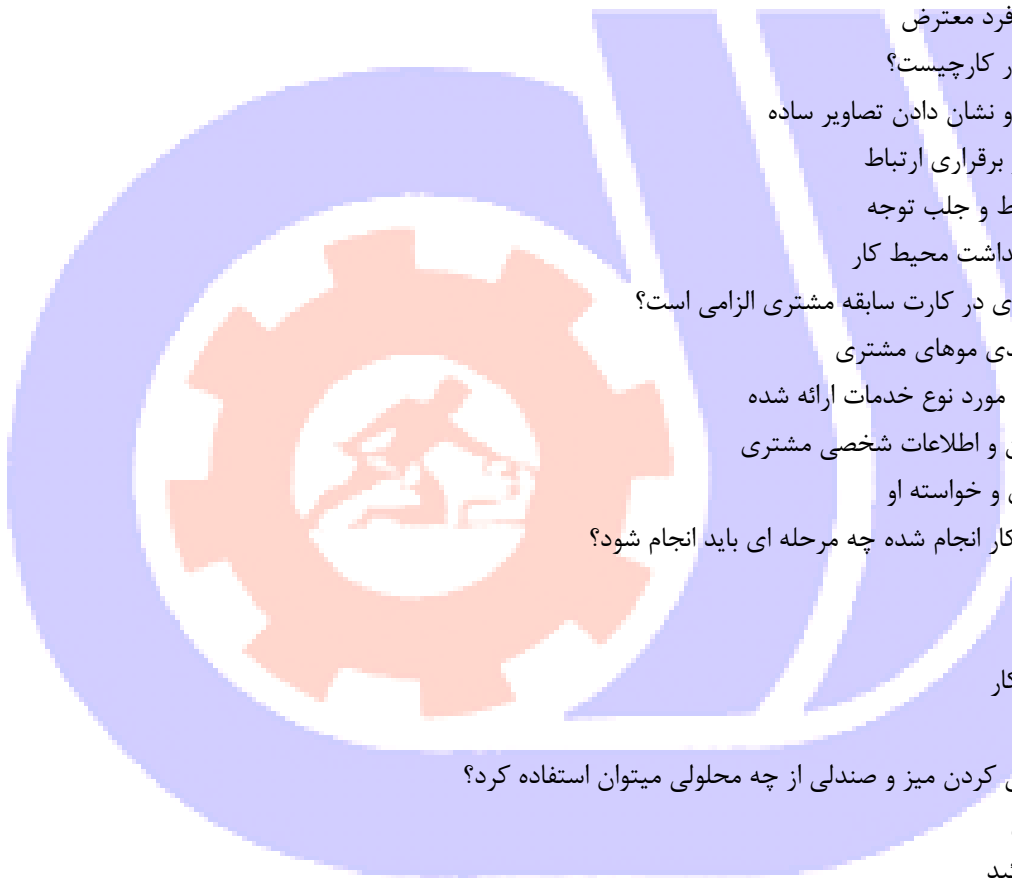 فرد معترض
کارچیست؟
و نشان دادن تصاویر ساده
برقراری ارتباط
و جلب توجه
محیط کار
در کارت سابقه مشتری الزامی است؟
موهای مشتری
مورد نوع خدمات ارائه شده
و اطلاعات شخصی مشتری
و خواسته او
کار انجام شده چه مرحله ای باید انجام شود؟
کار
کردن میز و صندلی از چه محلولی میتوان استفاده کرد؟